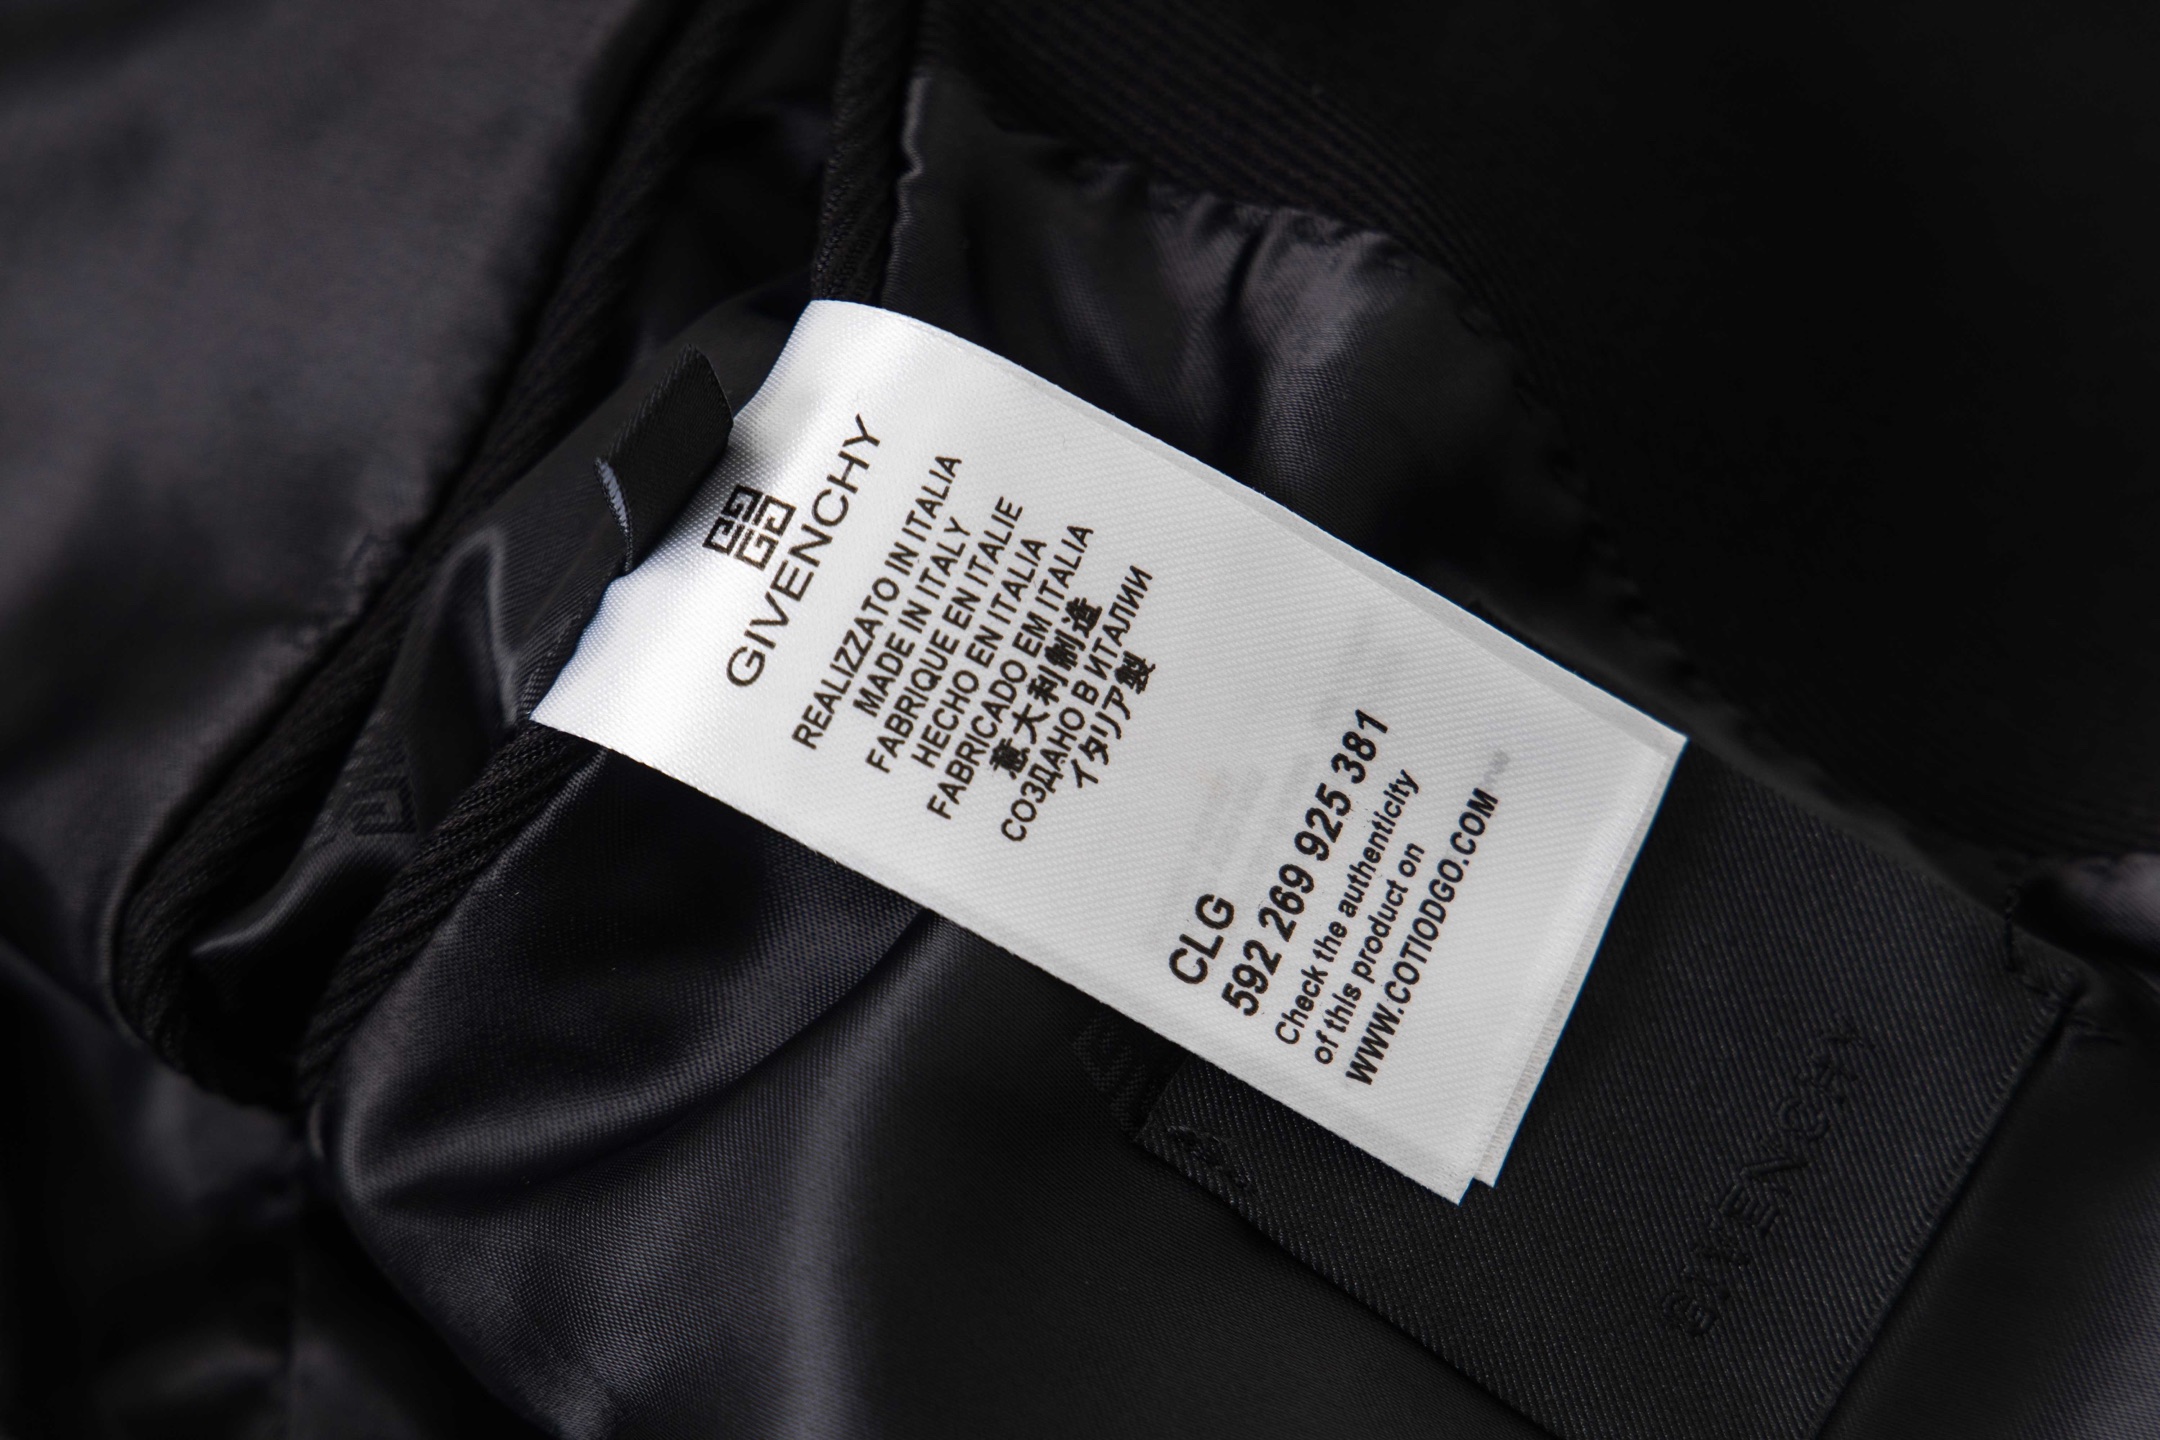 GIVENCHY
REALIZZATO IN ITALIA
MADE IN ITALY
FABRIQUE EN ITALIE
HECHO EN ITALIA
FABRICADO EM ITALIA
意大利制造
СОЗДАНО В ИТАЛИИ
イタリア製
CLG
592 269 925 381
Check the authenticity
of this product on
WWW.COTIODGO.COM
GIVENCHY